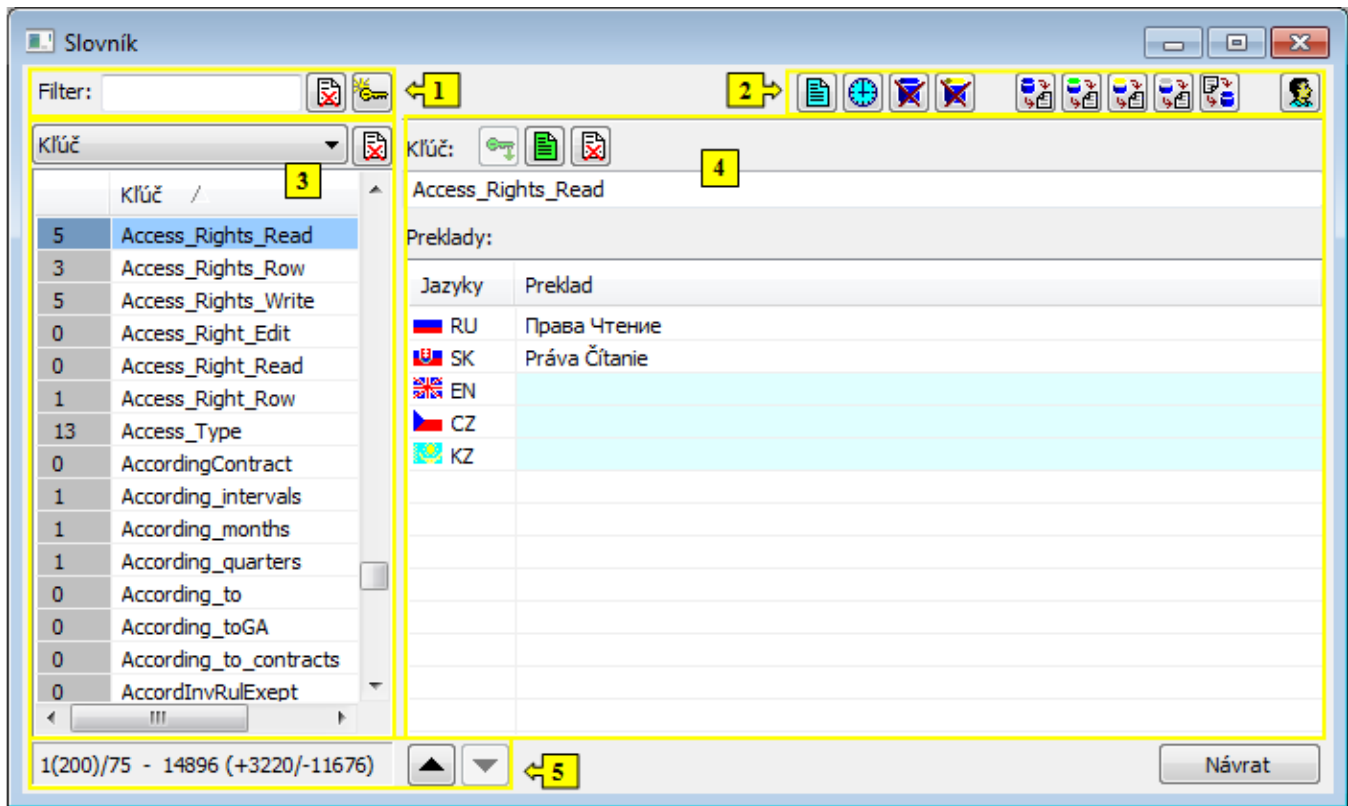 Slovník
Filter:
1
2
Kľúč
3
Kľúč:
4
Kľúč
Access_Rights_Read
5 Access_Rights_Read
3 Access_Rights_Row
5 Access_Rights_Write
0 Access_Right_Edit
0 Access_Right_Read
1 Access_Right_Row
13 Access_Type
0 AccordingContract
1 According_intervals
1 According_months
1 According_quarters
0 According_to
0 According_toGA
0 According_to_contracts
0 AccordInvRulExept
Preklady:
Jazyky Preklad
RU Права Чтение
SK Práva Čítanie
EN
CZ
KZ
1(200)/75 - 14896 (+3220/-11676)
5
Návrat